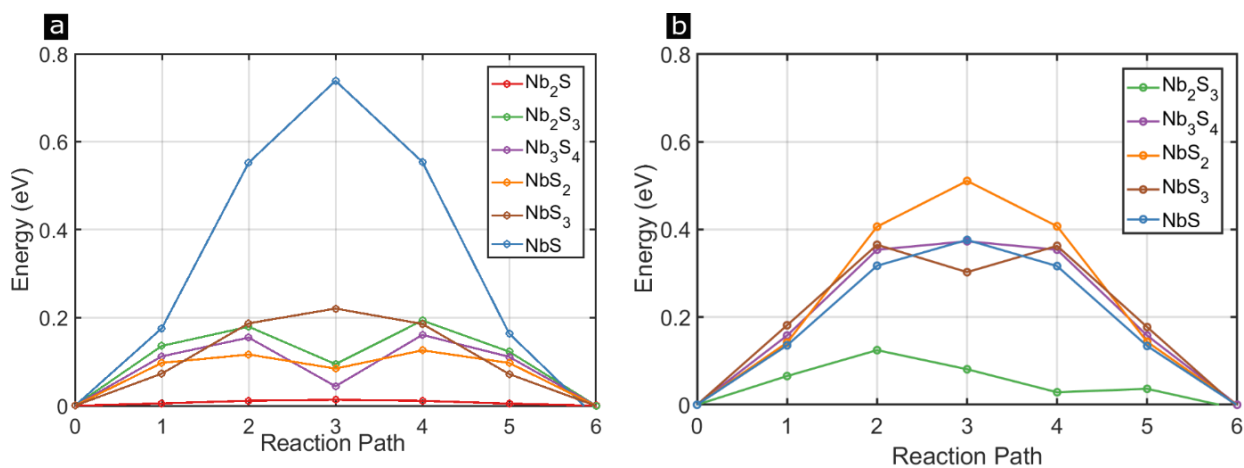 a
0.8
0.6
0.4
0.2
0
Energy (eV)
0 1 2 3 4 5 6
Reaction Path
Nb₂S
Nb₂S₃
Nb₃S₄
NbS₂
NbS₃
NbS
b
0.8
0.6
0.4
0.2
0
Energy (eV)
0 1 2 3 4 5 6
Reaction Path
Nb₂S₃
Nb₃S₄
NbS₂
NbS₃
NbS